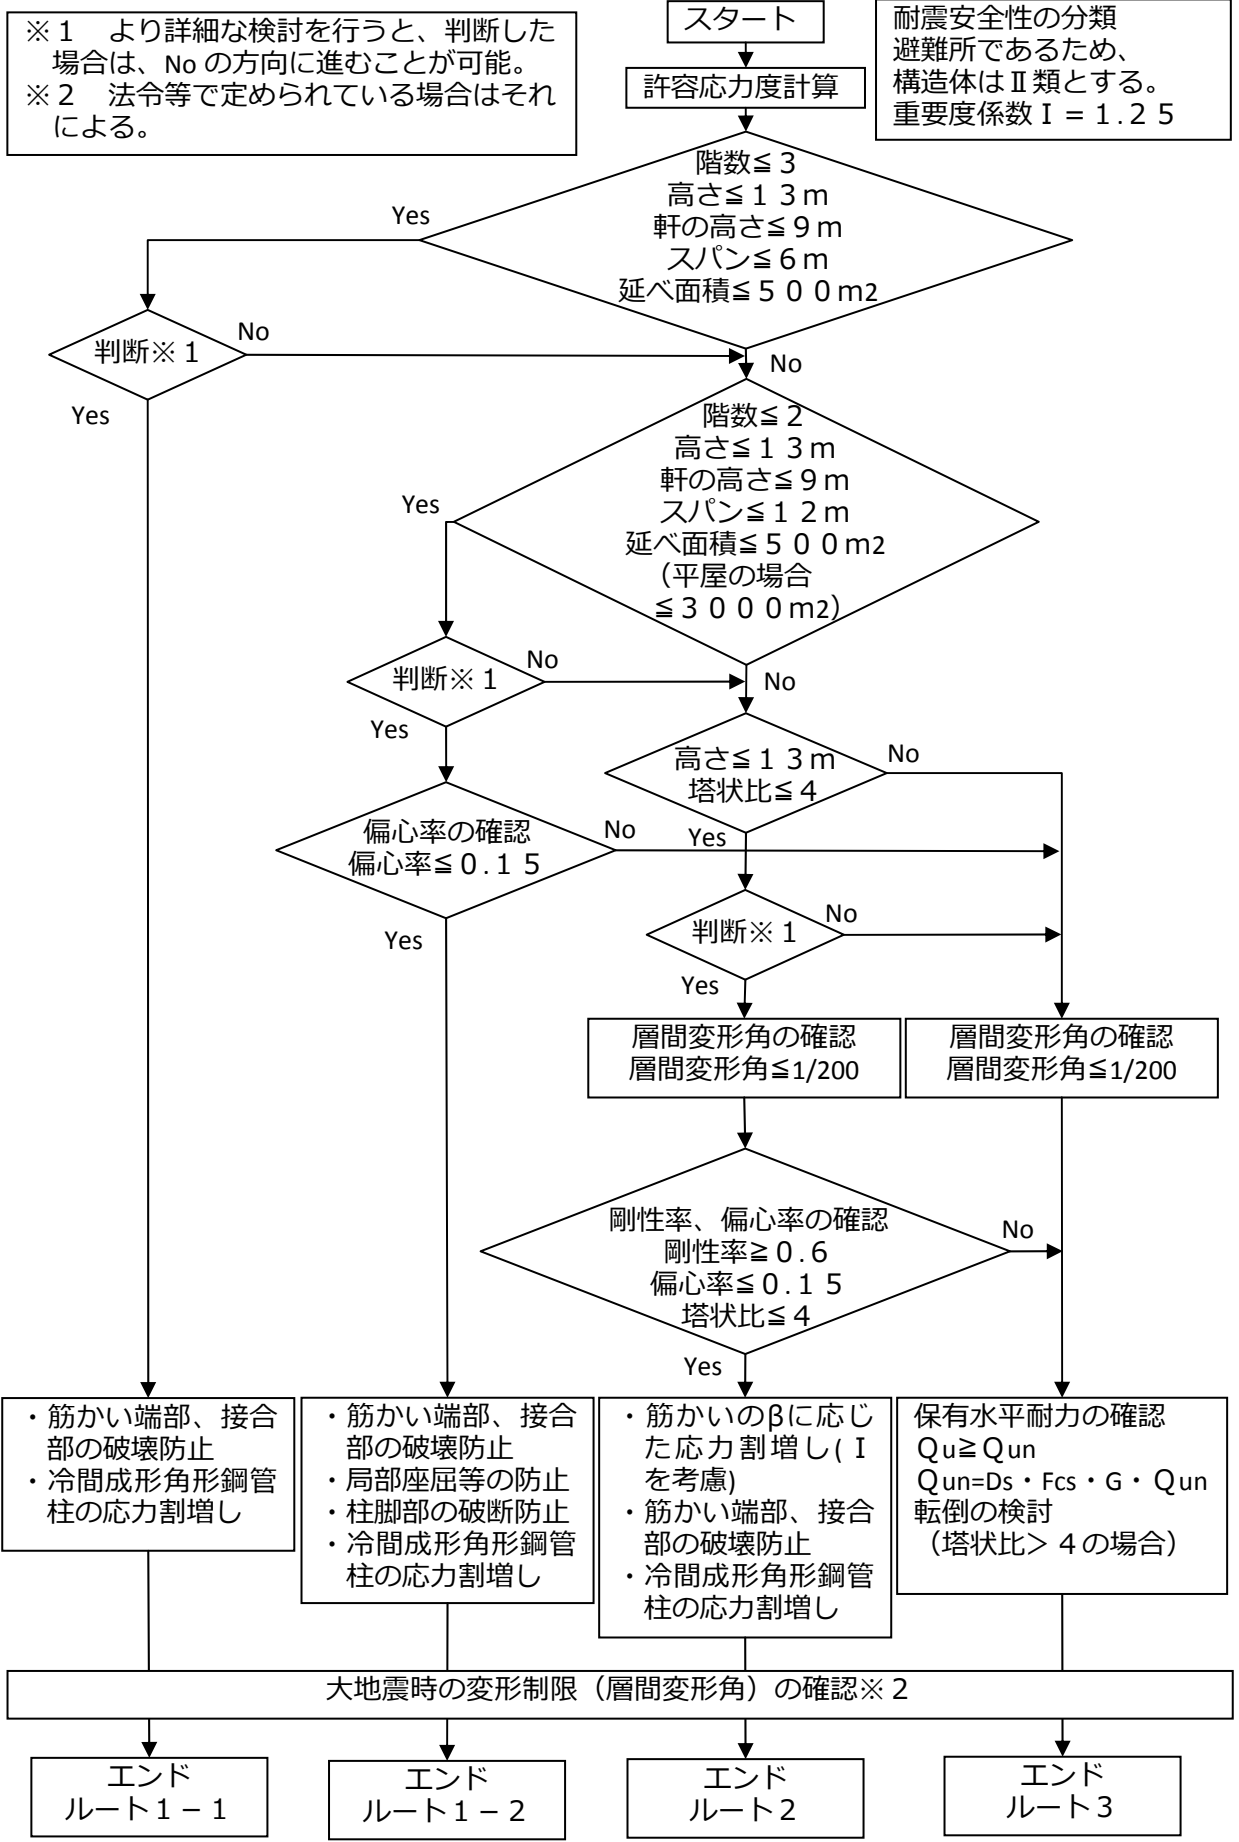 ※１　より詳細な検討を行うと、判断した
場合は、No の方向に進むことが可能。
※２　法令等で定められている場合はそれ
による。
スタート
耐震安全性の分類
避難所であるため、
構造体はⅡ類とする。
重要度係数Ｉ＝１.２５
許容応力度計算
階数≦３
高さ≦１３ｍ
軒の高さ≦９ｍ
スパン≦６ｍ
延べ面積≦５００ｍ2
Yes
No
判断※１
No
Yes
階数≦２
高さ≦１３ｍ
軒の高さ≦９ｍ
スパン≦１２ｍ
延べ面積≦５００ｍ2
（平屋の場合
≦３０００ｍ2）
Yes
No
判断※１
No
Yes
高さ≦１３ｍ
塔状比≦４
No
Yes
偏心率の確認
偏心率≦０.１５
No
Yes
判断※１
No
Yes
層間変形角の確認
層間変形角≦1/200
層間変形角の確認
層間変形角≦1/200
剛性率、偏心率の確認
剛性率≧０.６
偏心率≦０.１５
塔状比≦４
No
Yes
・筋かい端部、接合
部の破壊防止
・冷間成形角形鋼管
柱の応力割増し
・筋かい端部、接合
部の破壊防止
・局部座屈等の防止
・柱脚部の破断防止
・冷間成形角形鋼管
柱の応力割増し
・筋かいのβに応じ
た応力割増し(Ｉ
を考慮)
・筋かい端部、接合
部の破壊防止
・冷間成形角形鋼管
柱の応力割増し
保有水平耐力の確認
Ｑu≧Ｑun
Ｑun=Ds・Fcs・G・Ｑun
転倒の検討
（塔状比＞４の場合）
大地震時の変形制限（層間変形角）の確認※２
エンド
ルート１－１
エンド
ルート１－２
エンド
ルート２
エンド
ルート３